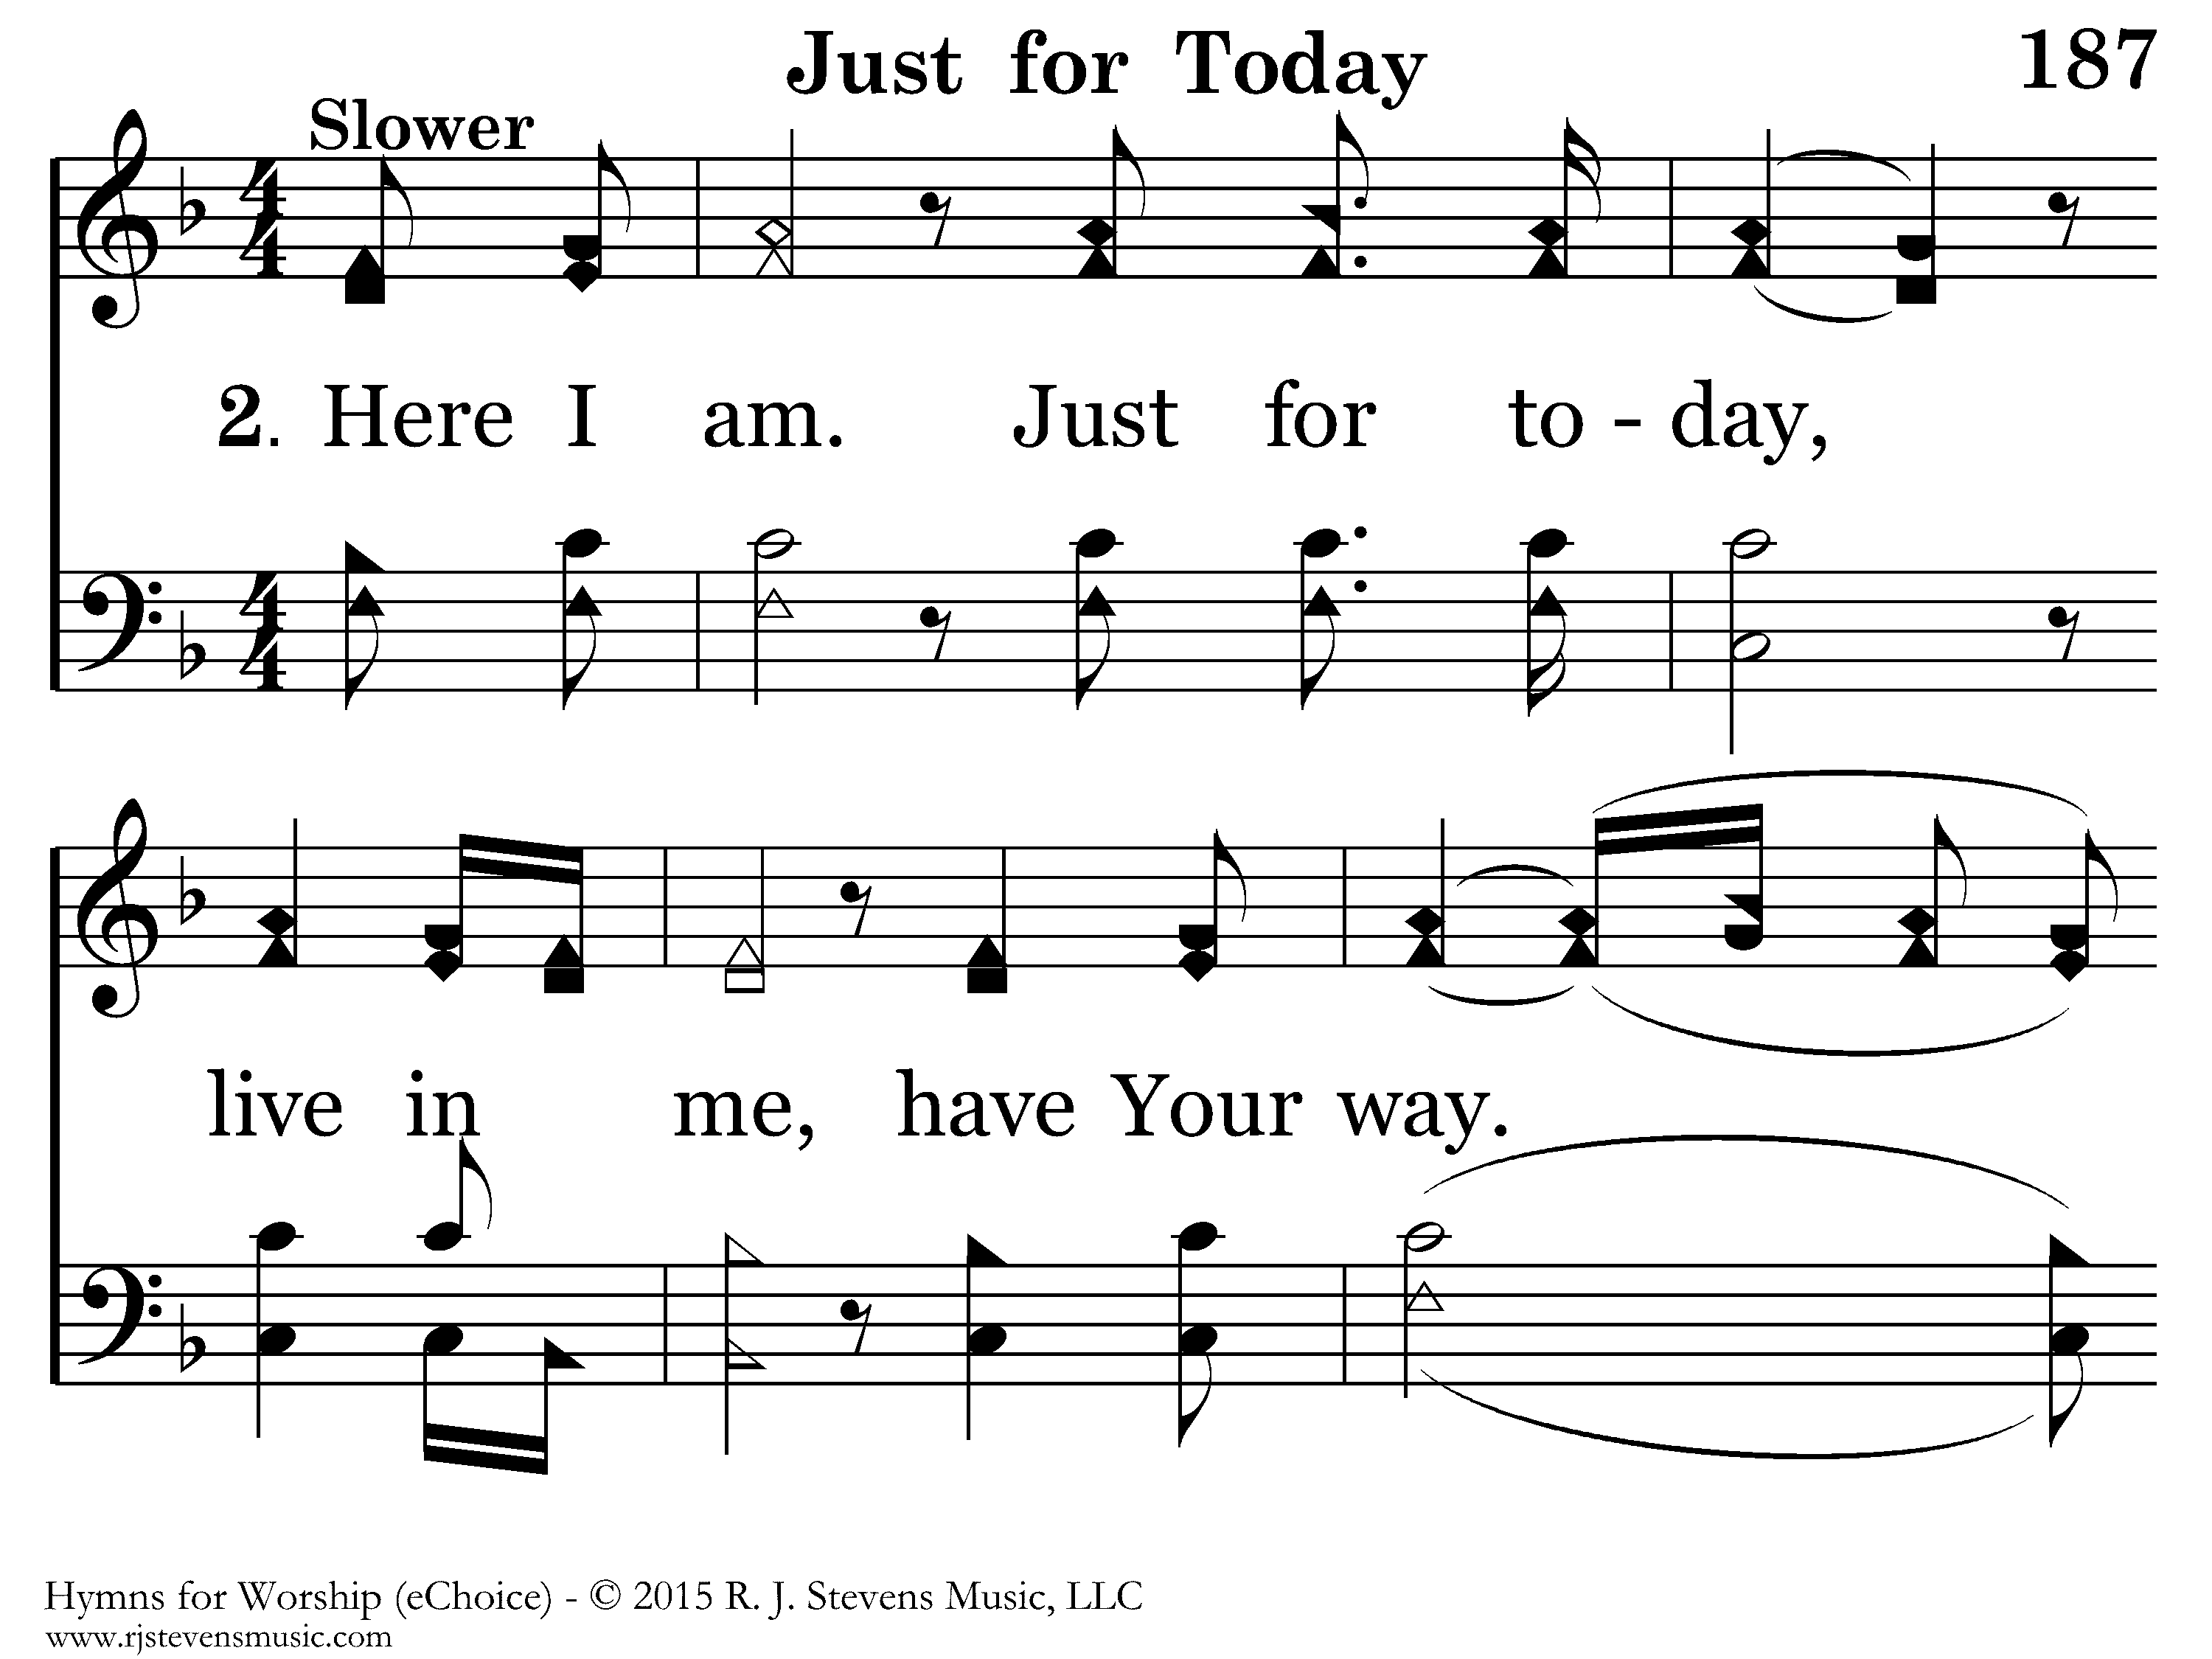 Just for Today 187
Slower
2. Here I am. Just for to - day,
live in me, have Your way.
Hymns for Worship (eChoice) - © 2015 R. J. Stevens Music, LLC
www.rjstevensmusic.com